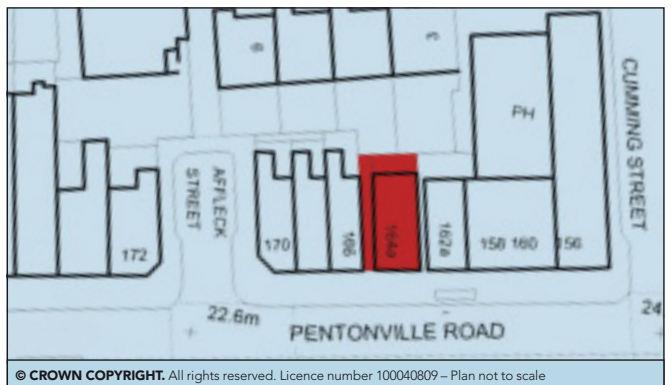 PH
CUMMING STREET
AFFLECK STREET
172
170
166
164a
162a
158 160
156
22.6m
24
PENTONVILLE ROAD
© CROWN COPYRIGHT. All rights reserved. Licence number 100040809 – Plan not to scale